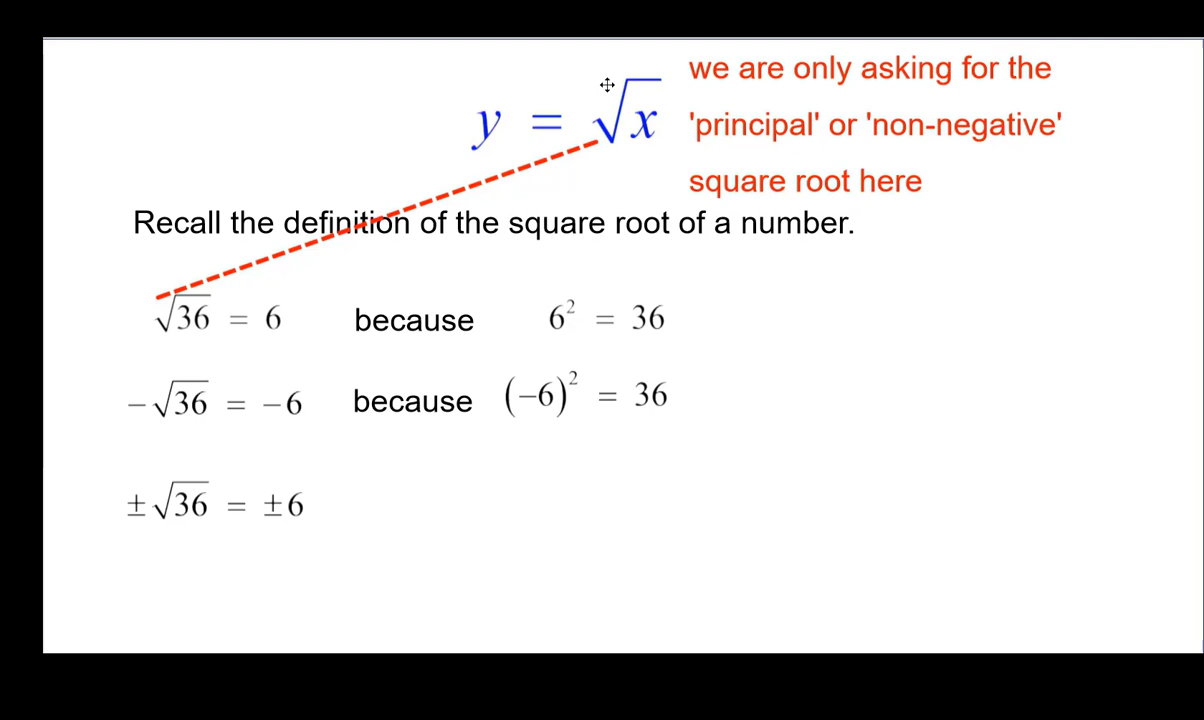 y = √x
we are only asking for the
'principal' or 'non-negative'
square root here
Recall the definition of the square root of a number.
√36 = 6 because 6² = 36
−√36 = −6 because (−6)² = 36
±√36 = ±6